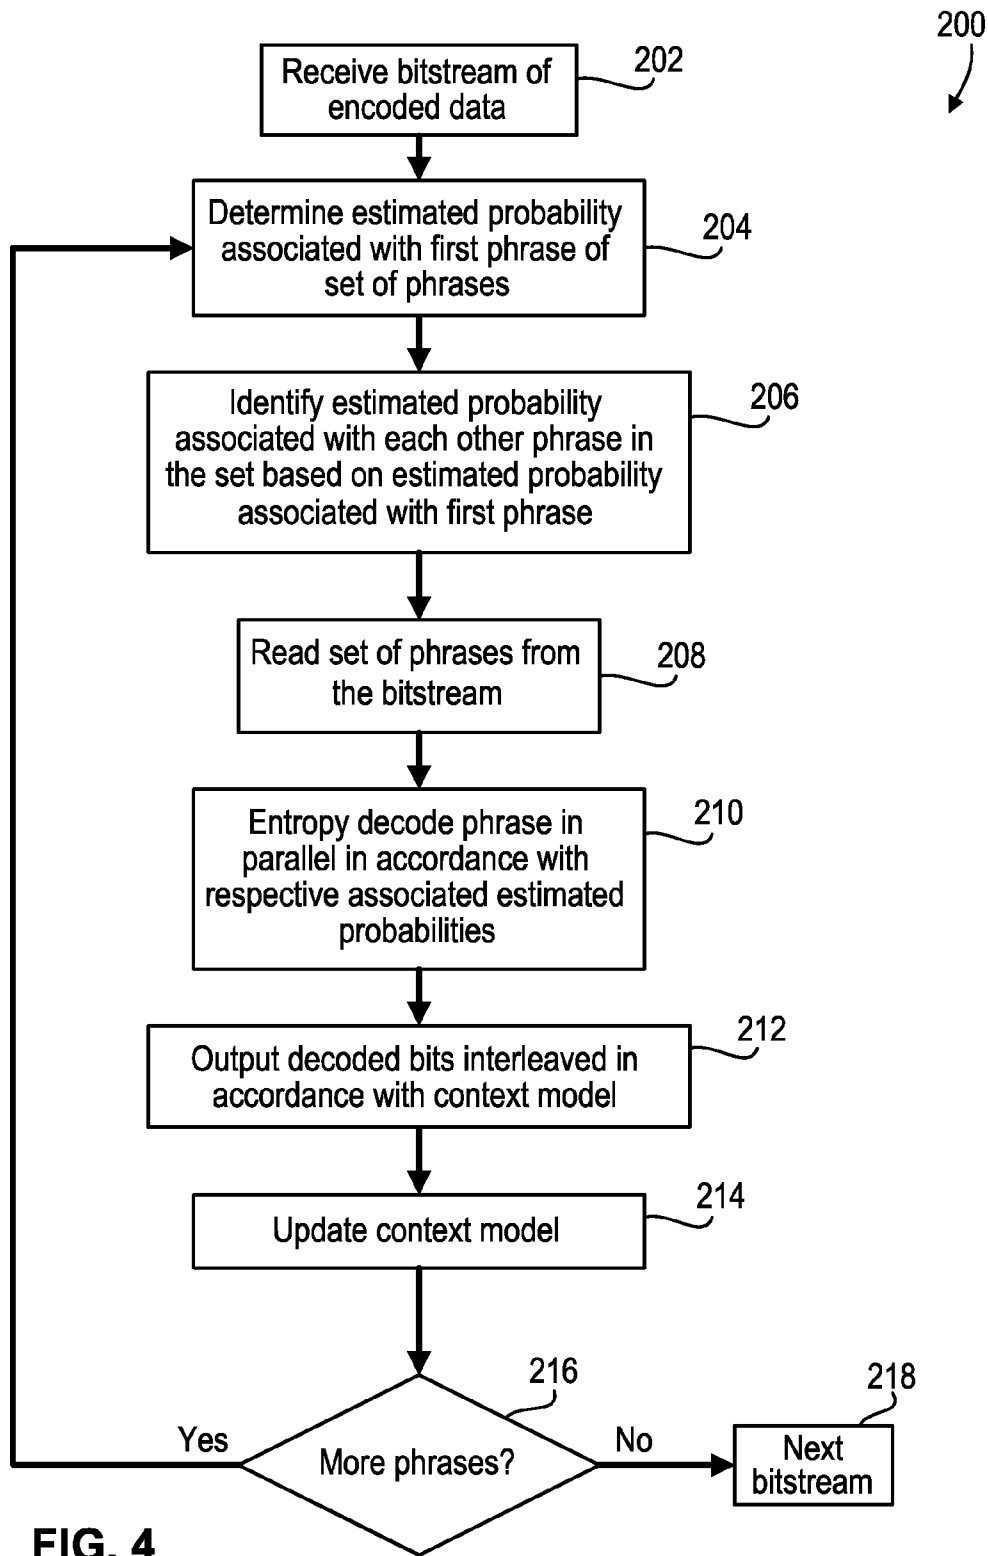 200
Receive bitstream of
encoded data
202
Determine estimated probability
associated with first phrase of
set of phrases
204
Identify estimated probability
associated with each other phrase in
the set based on estimated probability
associated with first phrase
206
Read set of phrases from
the bitstream
208
Entropy decode phrase in
parallel in accordance with
respective associated estimated
probabilities
210
Output decoded bits interleaved in
accordance with context model
212
Update context model
214
216
More phrases?
Yes
No
218
Next
bitstream
FIG. 4